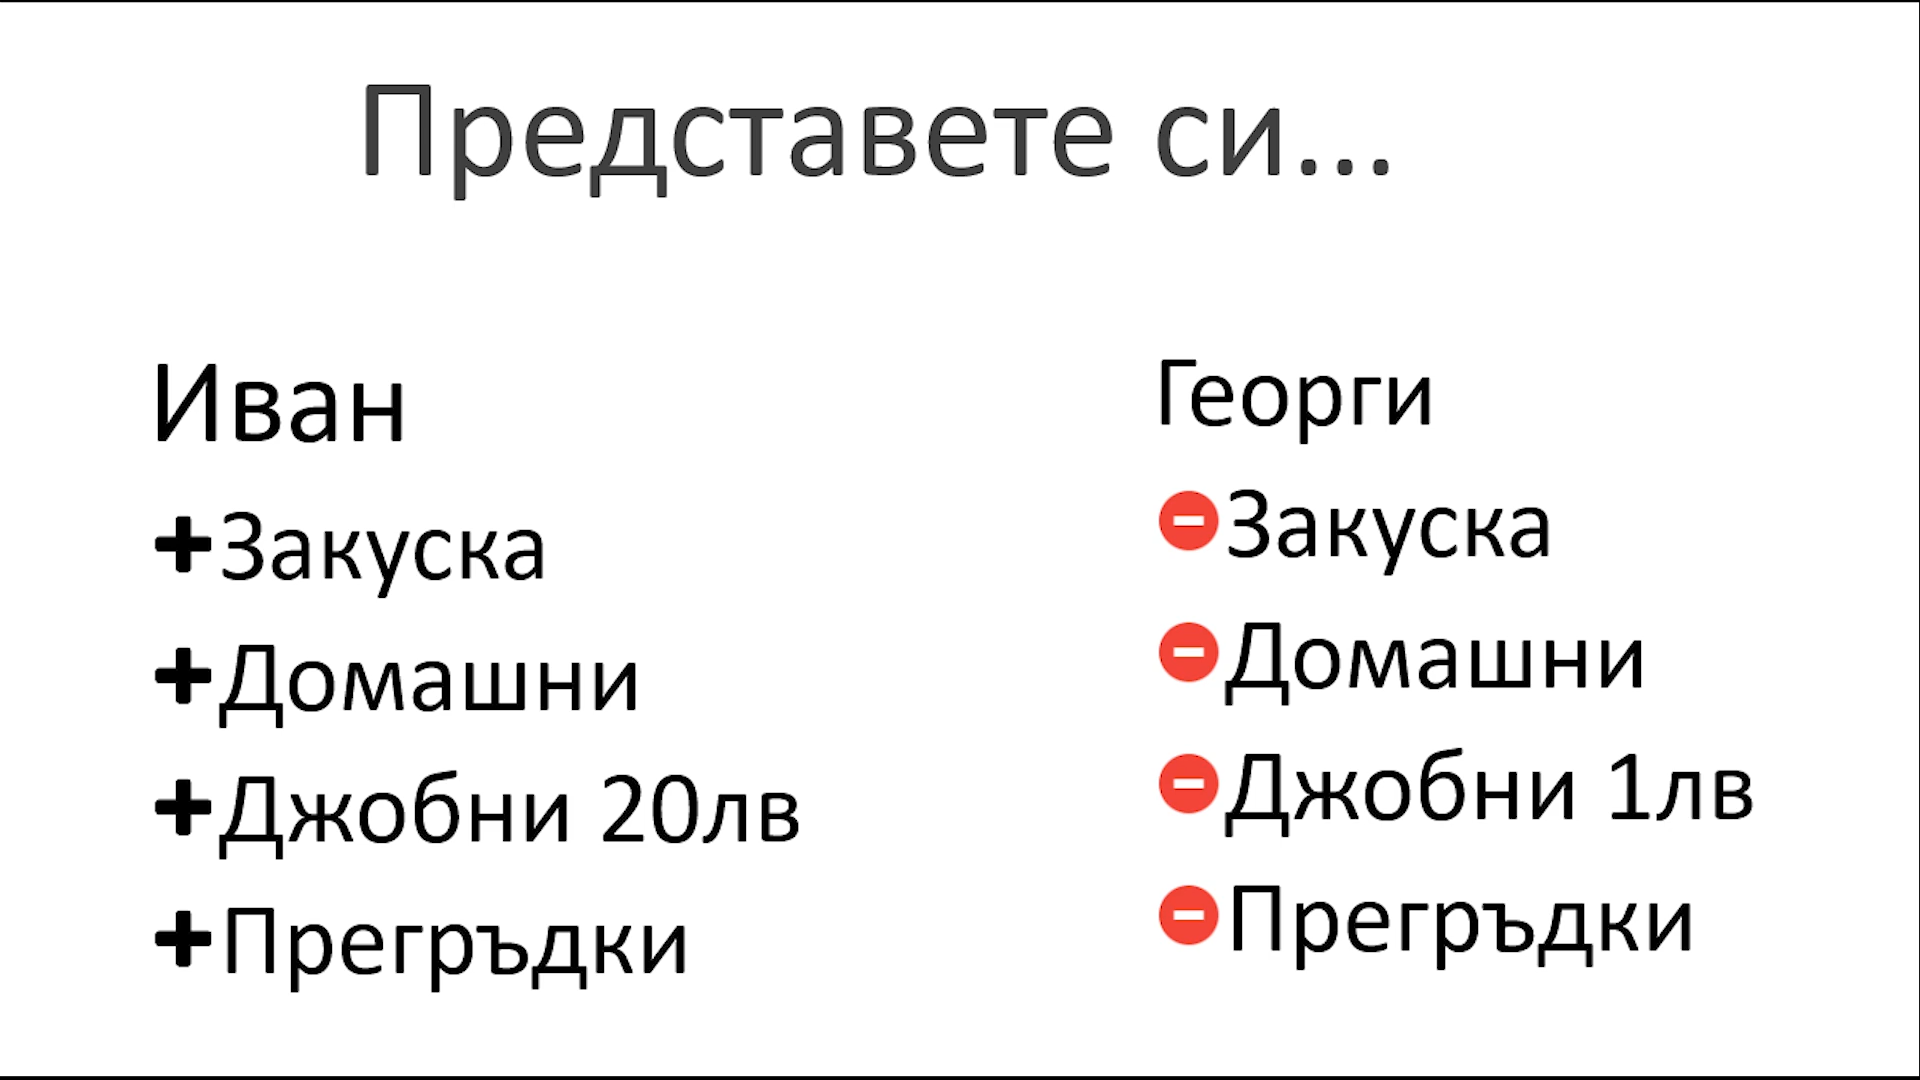 Представете си...
Иван
Закуска
Домашни
Джобни 20лв
Прегръдки
Георги
Закуска
Домашни
Джобни 1лв
Прегръдки